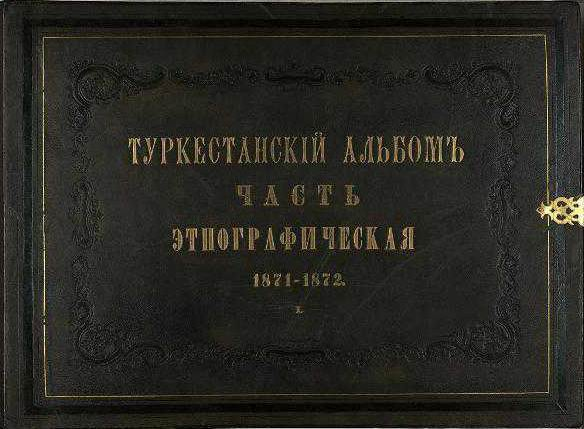 ТУРКЕСТАНСКІЙ АЛЬБОМЪ
ЧАСТЬ
ЭТНОГРАФИЧЕСКАЯ
1871-1872.
I.